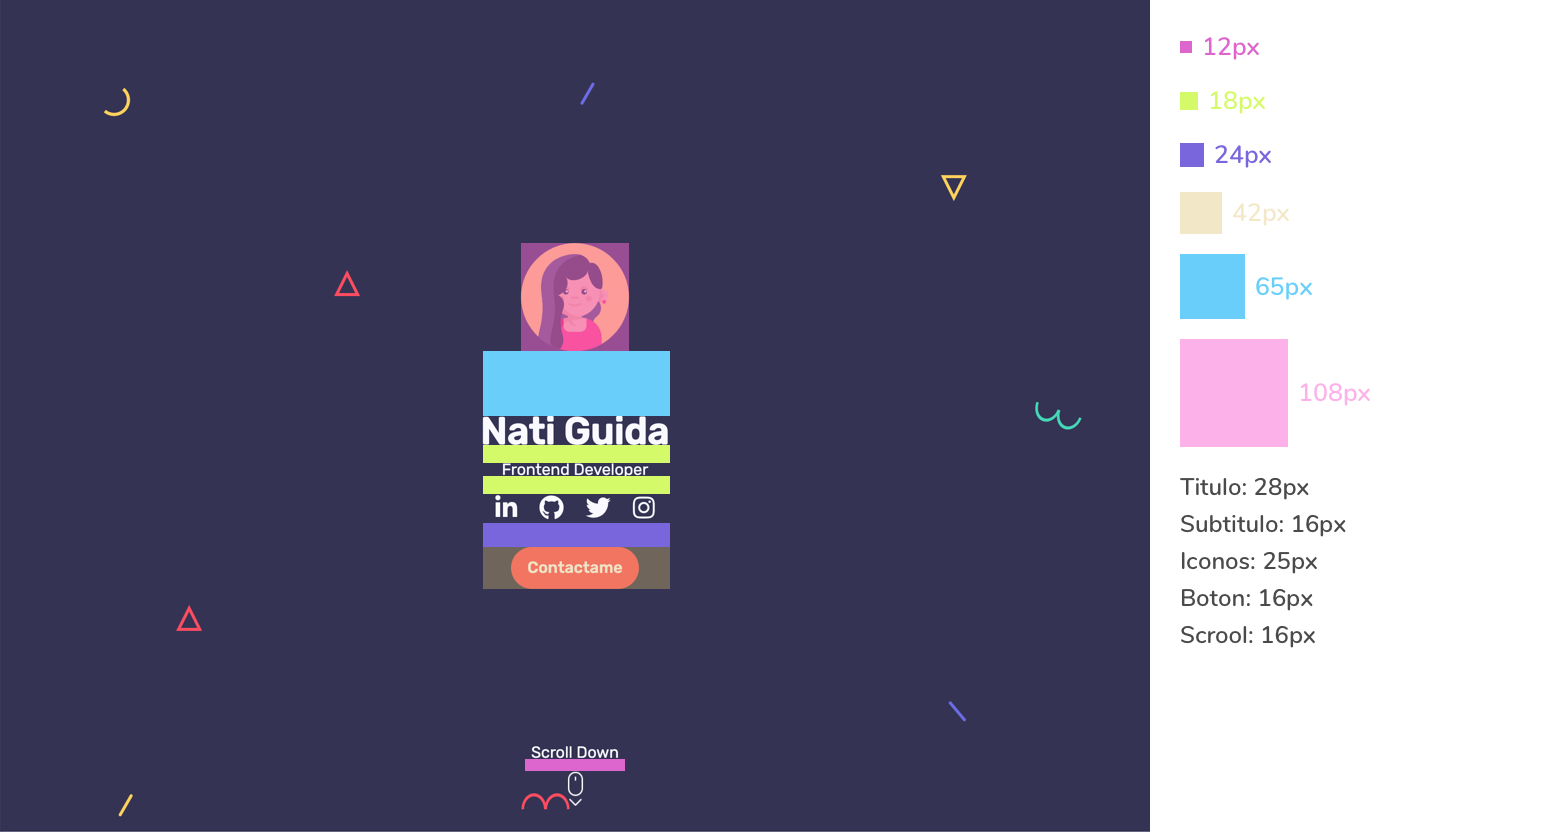 Nati Guida
Frontend Developer
in
Contactame
Scroll Down
12px
18px
24px
42px
65px
108px
Titulo: 28px
Subtitulo: 16px
Iconos: 25px
Boton: 16px
Scrool: 16px